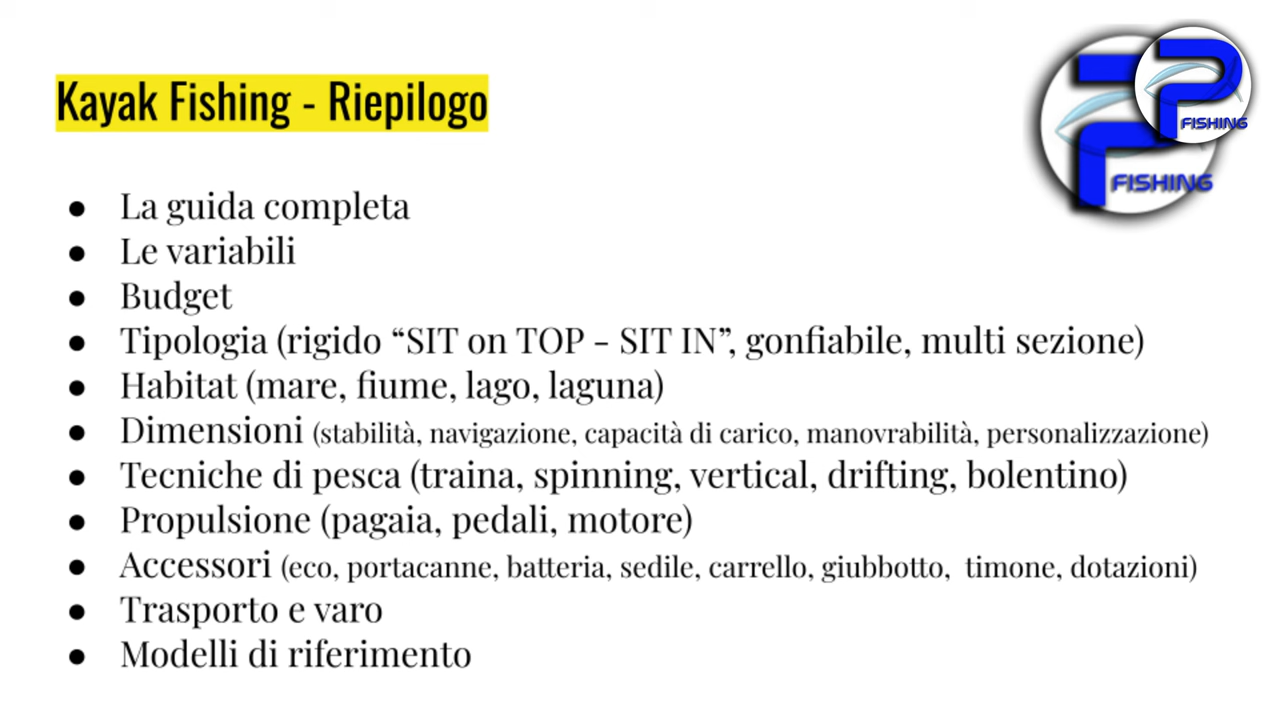 Kayak Fishing - Riepilogo
FISHING
FISHING
● La guida completa
● Le variabili
● Budget
● Tipologia (rigido “SIT on TOP - SIT IN”, gonfiabile, multi sezione)
● Habitat (mare, fiume, lago, laguna)
● Dimensioni (stabilità, navigazione, capacità di carico, manovrabilità, personalizzazione)
● Tecniche di pesca (traina, spinning, vertical, drifting, bolentino)
● Propulsione (pagaia, pedali, motore)
● Accessori (eco, portacanne, batteria, sedile, carrello, giubbotto, timone, dotazioni)
● Trasporto e varo
● Modelli di riferimento